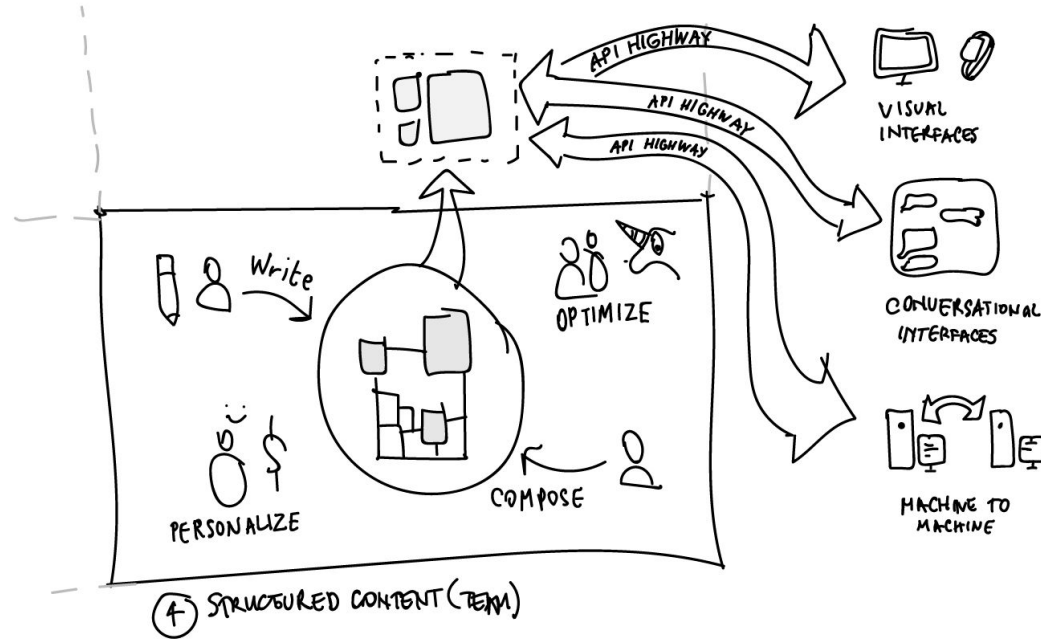 API HIGHWAY
API HIGHWAY
API HIGHWAY
VISUAL
INTERFACES
CONVERSATIONAL
INTERFACES
MACHINE TO
MACHINE
Write
OPTIMIZE
PERSONALIZE
$
COMPOSE
4 STRUCTURED CONTENT (TEAM)